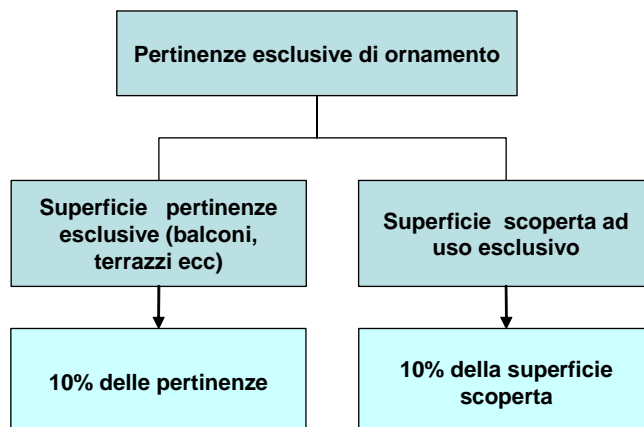 Pertinenze esclusive di ornamento
Superficie pertinenze
esclusive (balconi,
terrazzi ecc)
Superficie scoperta ad
uso esclusivo
10% delle pertinenze
10% della superficie
scoperta